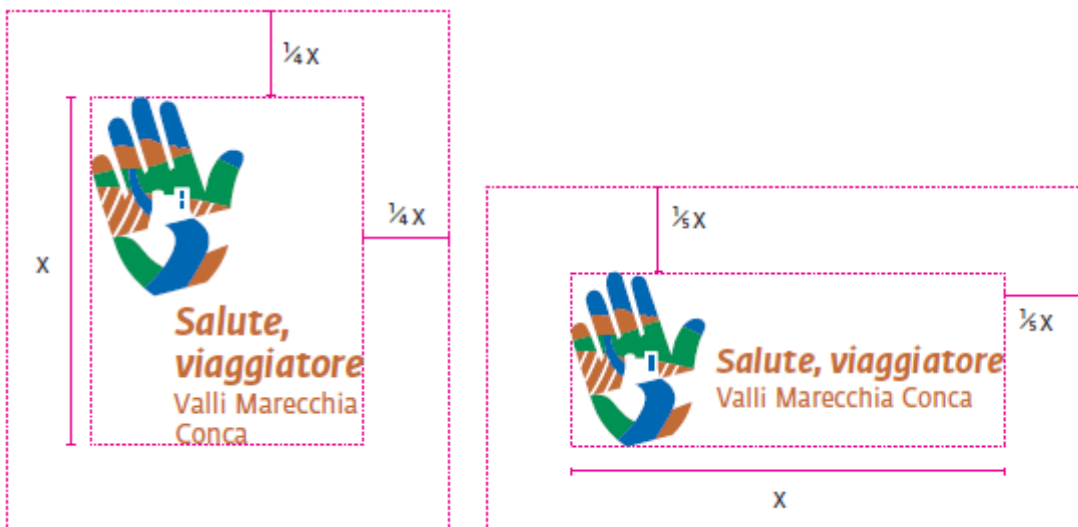 ¼ X
¼ X
X
Salute,
viaggiatore
Valli Marecchia
Conca
⅕ X
⅕ X
Salute, viaggiatore
Valli Marecchia Conca
X